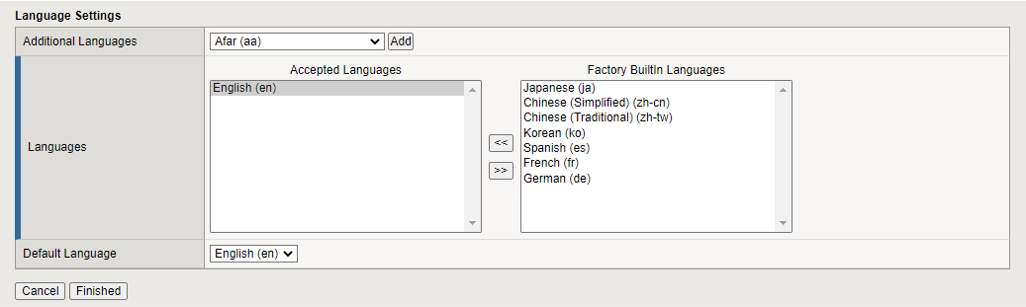 Language Settings
Additional Languages
Afar (aa)
Add
Languages
Accepted Languages
English (en)
<<
>>
Factory BuiltIn Languages
Japanese (ja)
Chinese (Simplified) (zh-cn)
Chinese (Traditional) (zh-tw)
Korean (ko)
Spanish (es)
French (fr)
German (de)
Default Language
English (en)
Cancel
Finished